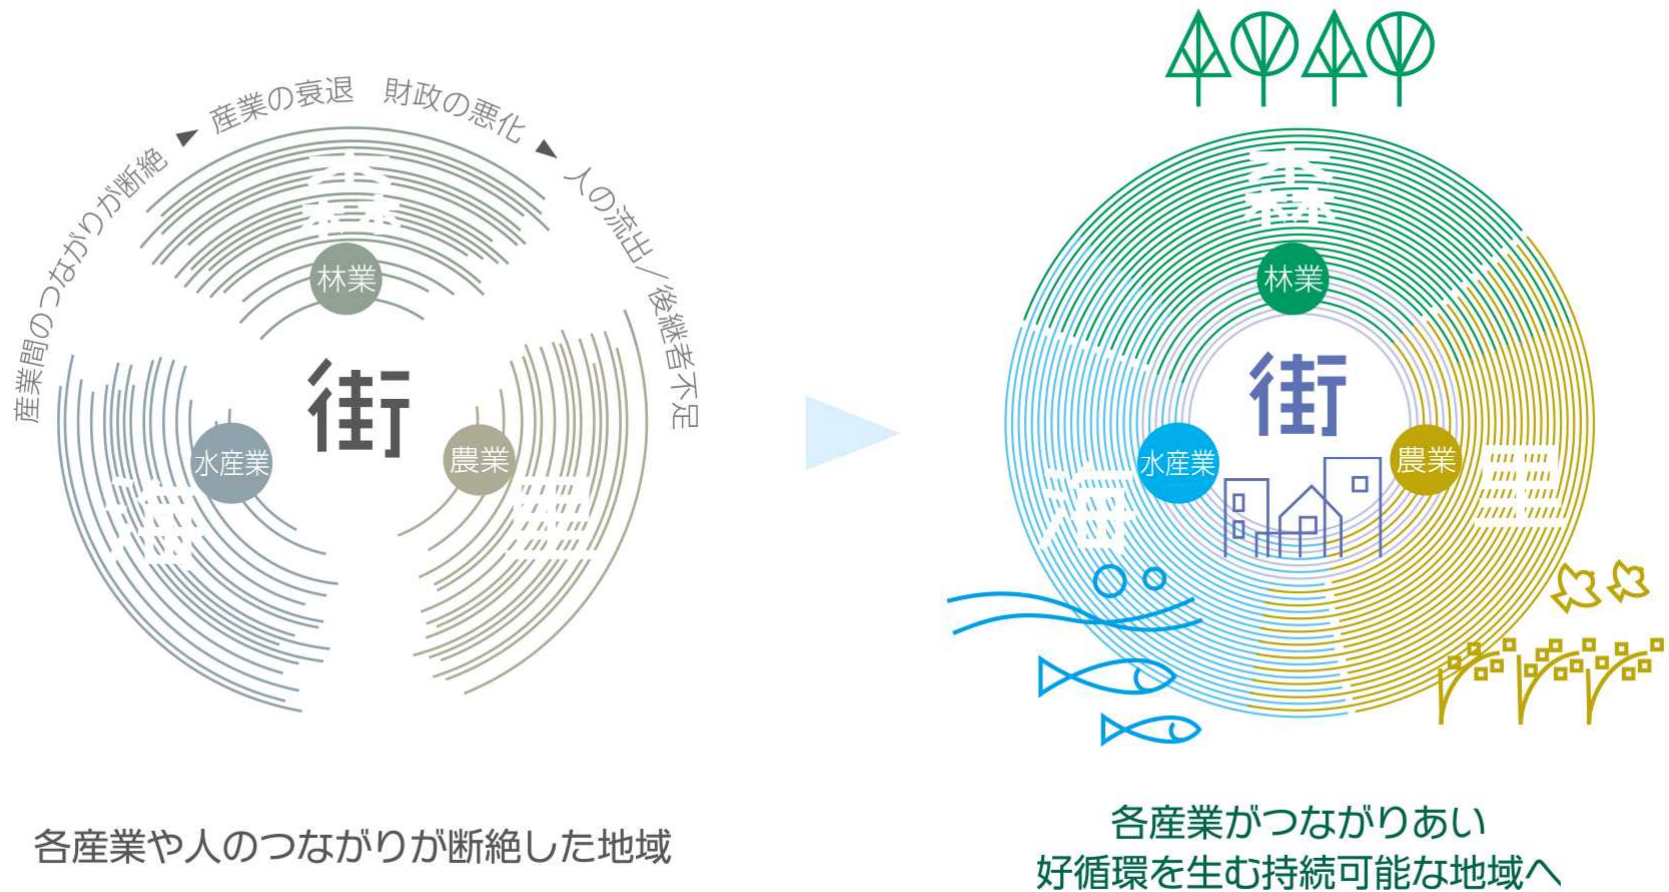 産業間のつながりが断絶 ▶ 産業の衰退 財政の悪化 ▶ 人の流出/後継者不足
森
林業
街
水産業
農業
海
里
各産業や人のつながりが断絶した地域
森
林業
街
水産業
農業
海
里
各産業がつながりあい
好循環を生む持続可能な地域へ